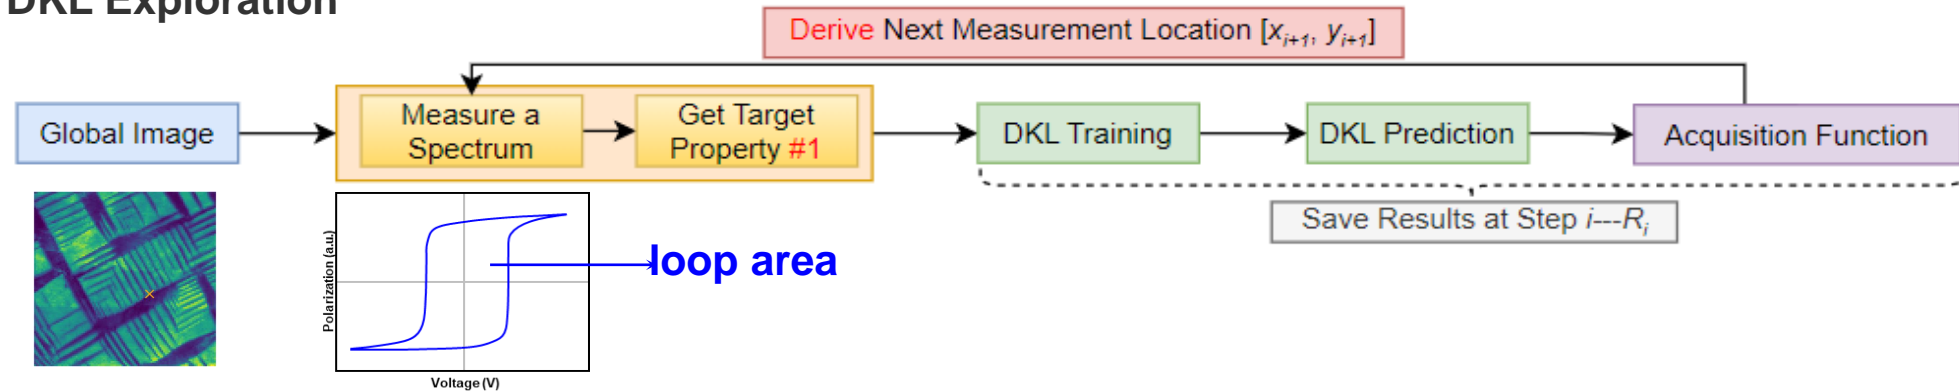 DKL Exploration
Derive Next Measurement Location [xi+1, yi+1]
Global Image
Measure a
Spectrum
Get Target
Property #1
DKL Training
DKL Prediction
Acquisition Function
Save Results at Step i---Ri
Polarization (a.u.)
loop area
Voltage (V)